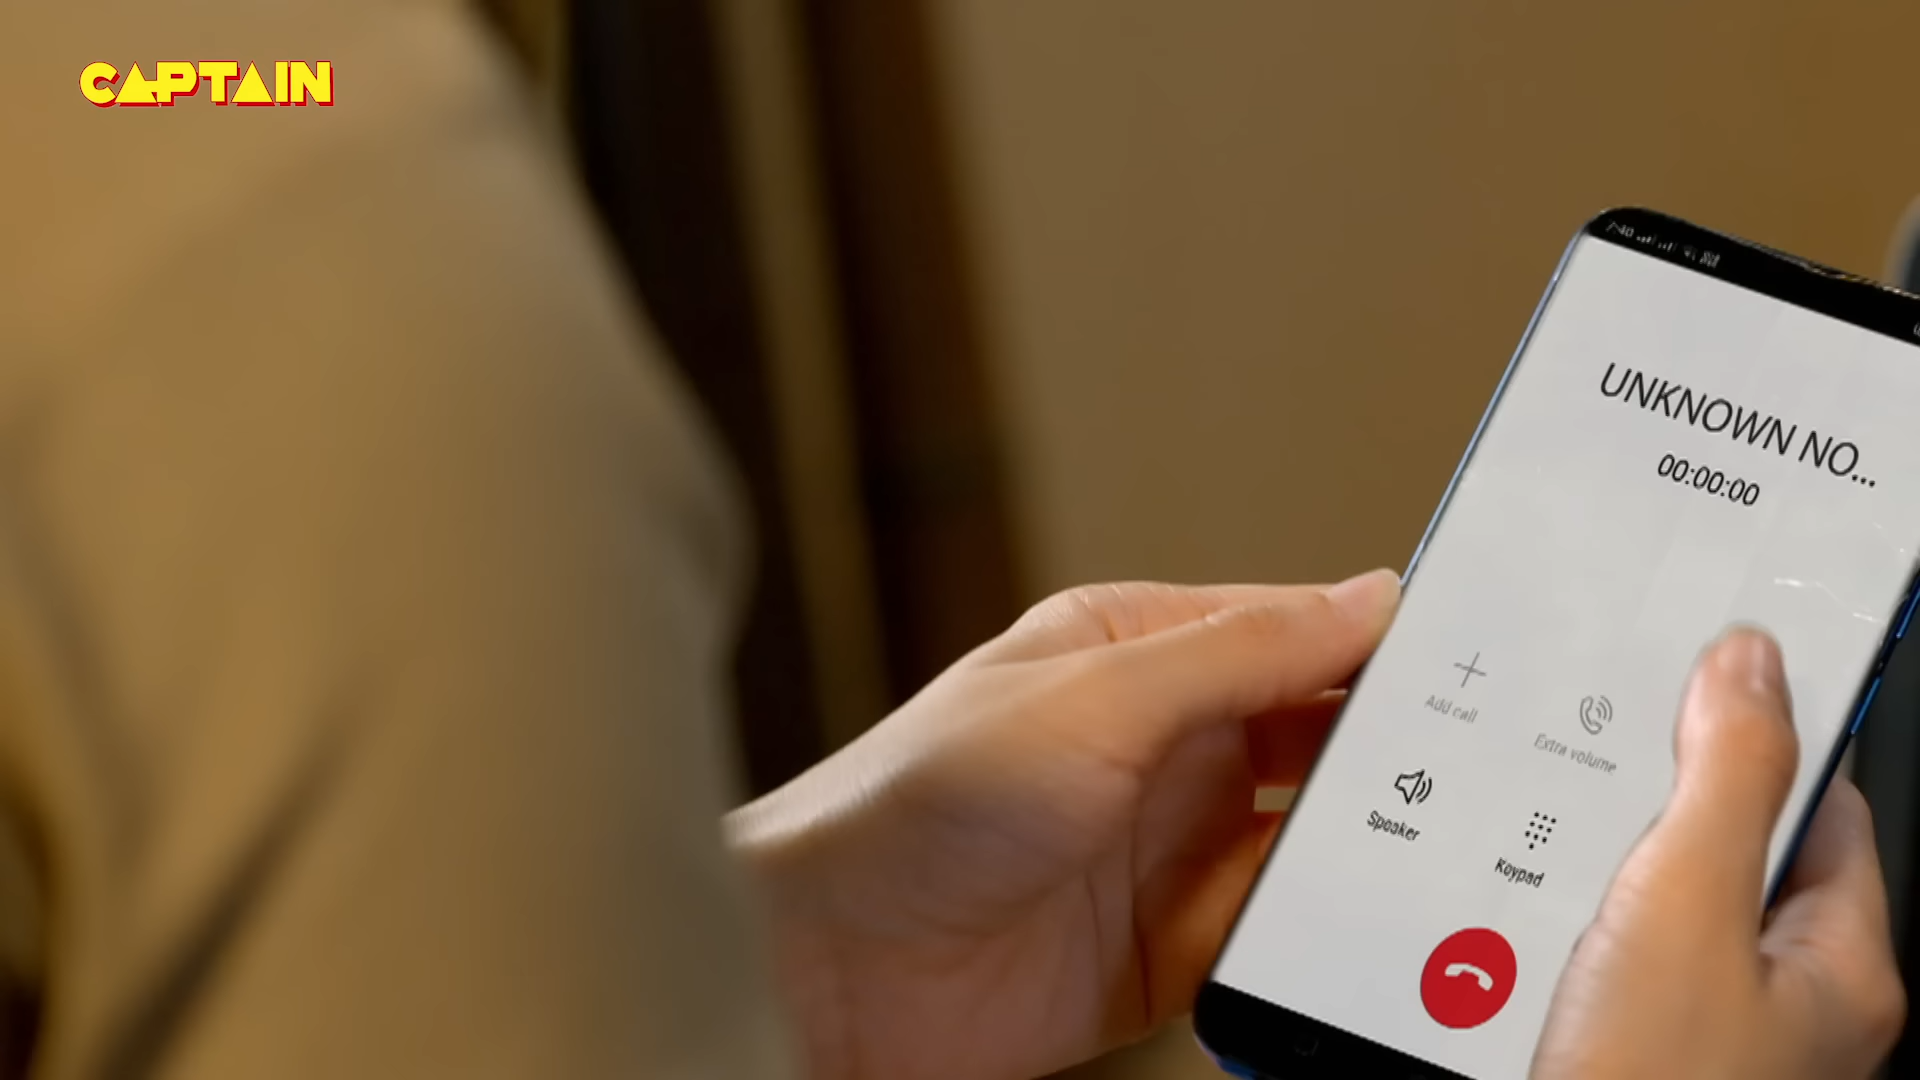 CAPTAIN
UNKNOWN NO...
00:00:00
Add call
Extra volume
Speaker
Keypad